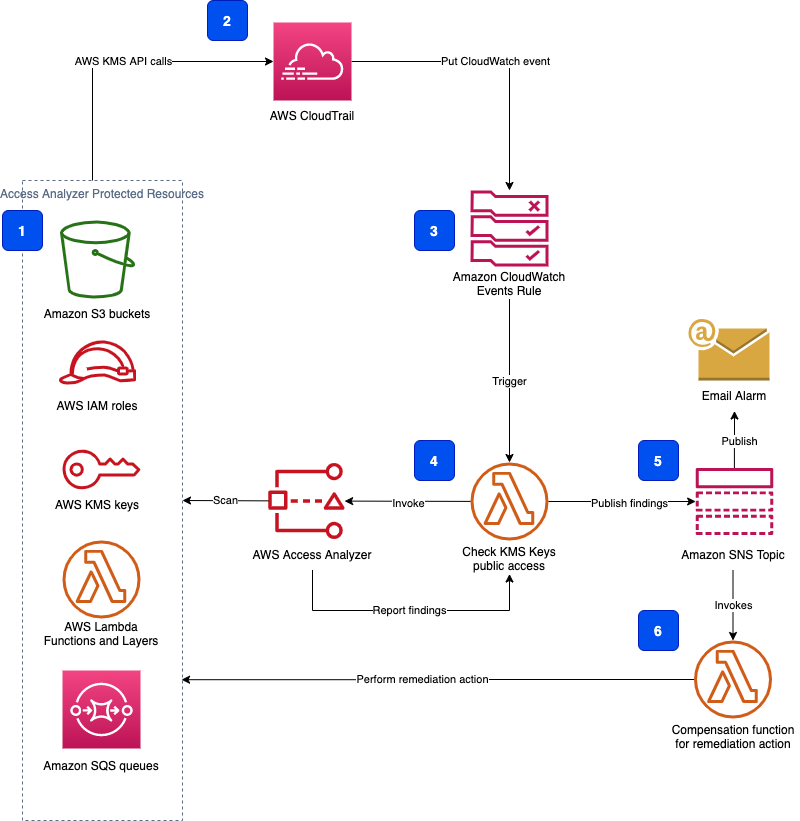 2
AWS KMS API calls
Put CloudWatch event
AWS CloudTrail
Access Analyzer Protected Resources
1
Amazon S3 buckets
AWS IAM roles
AWS KMS keys
AWS Lambda
Functions and Layers
Amazon SQS queues
3
Amazon CloudWatch
Events Rule
Trigger
4
Check KMS Keys
public access
Invoke
AWS Access Analyzer
Scan
Report findings
Publish findings
5
Amazon SNS Topic
Publish
Email Alarm
@
Invokes
6
Compensation function
for remediation action
Perform remediation action